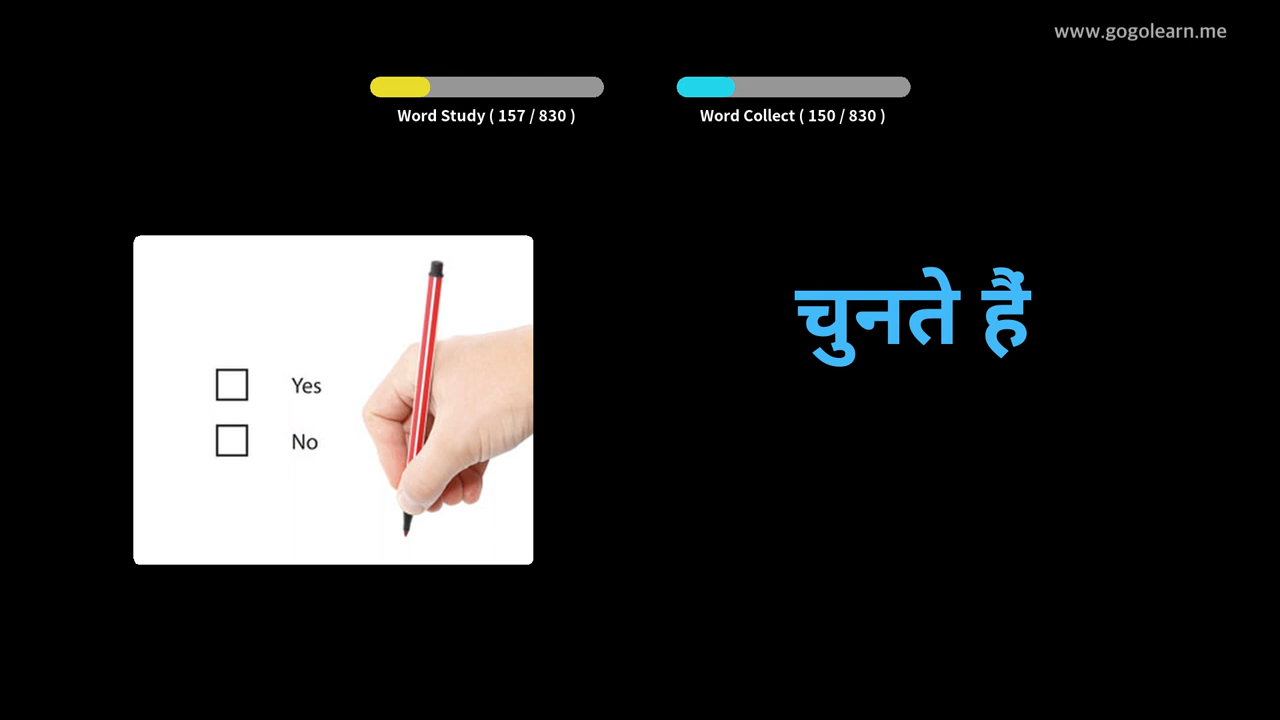 www.gogolearn.me
Word Study ( 157 / 830 )
Word Collect ( 150 / 830 )
चुनते हैं
Yes
No